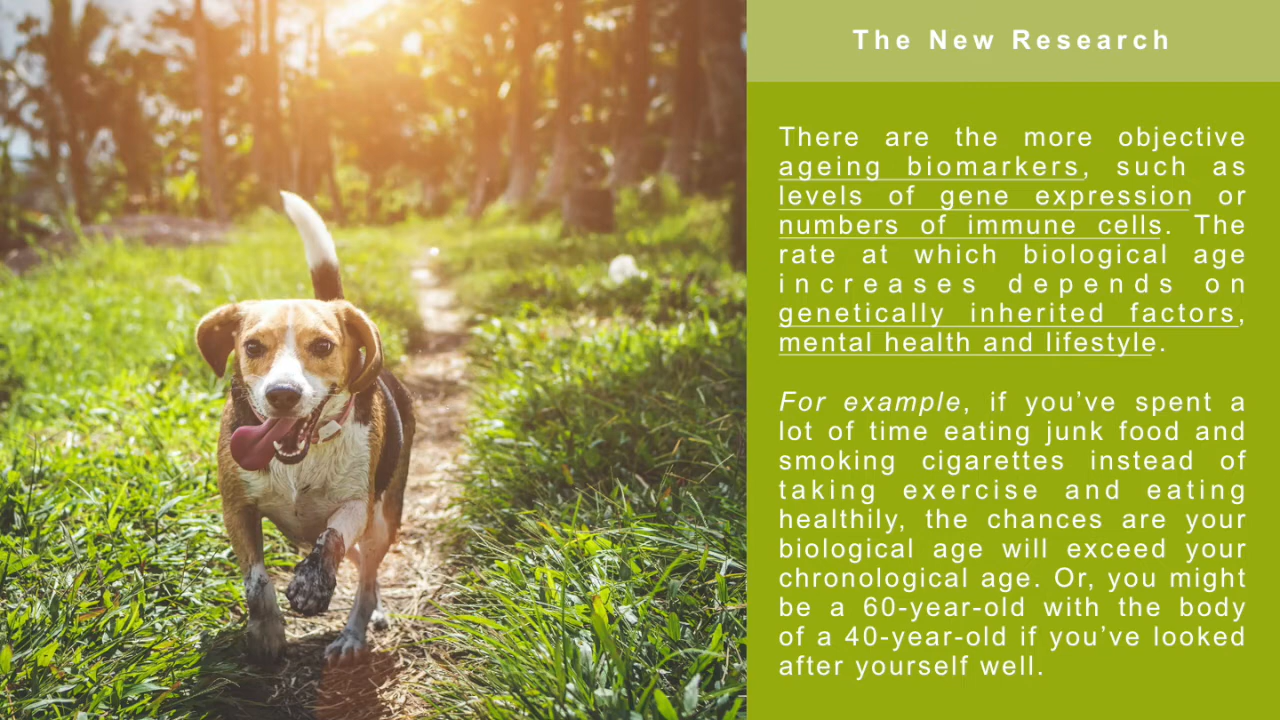 The New Research
There are the more objective
ageing biomarkers, such as
levels of gene expression or
numbers of immune cells. The
rate at which biological age
increases depends on
genetically inherited factors,
mental health and lifestyle.
For example, if you’ve spent a
lot of time eating junk food and
smoking cigarettes instead of
taking exercise and eating
healthily, the chances are your
biological age will exceed your
chronological age. Or, you might
be a 60-year-old with the body
of a 40-year-old if you’ve looked
after yourself well.